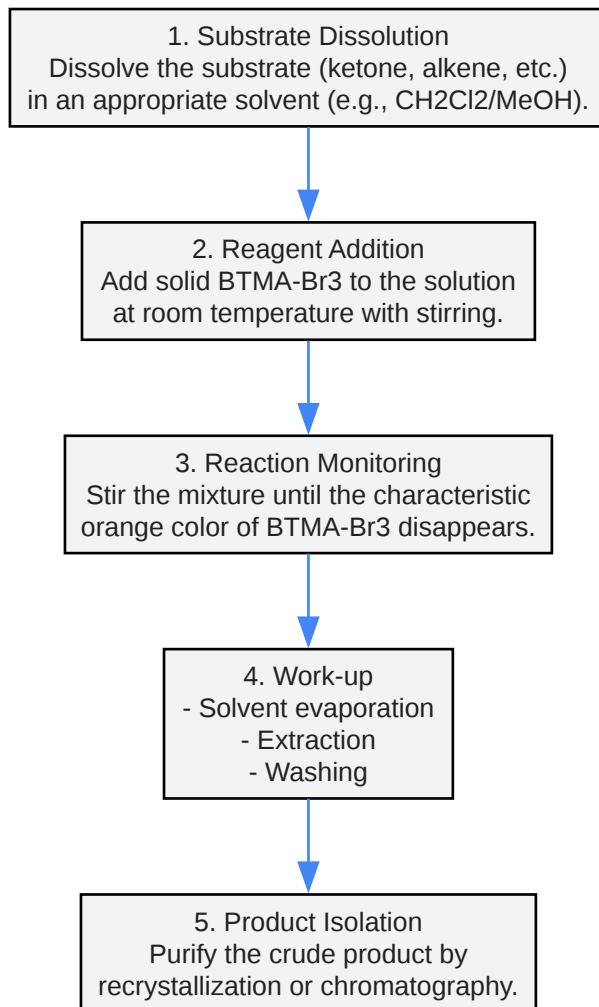 1. Substrate Dissolution
Dissolve the substrate (ketone, alkene, etc.)
in an appropriate solvent (e.g., CH2Cl2/MeOH).
2. Reagent Addition
Add solid BTMA-Br3 to the solution
at room temperature with stirring.
3. Reaction Monitoring
Stir the mixture until the characteristic
orange color of BTMA-Br3 disappears.
4. Work-up
- Solvent evaporation
- Extraction
- Washing
5. Product Isolation
Purify the crude product by
recrystallization or chromatography.